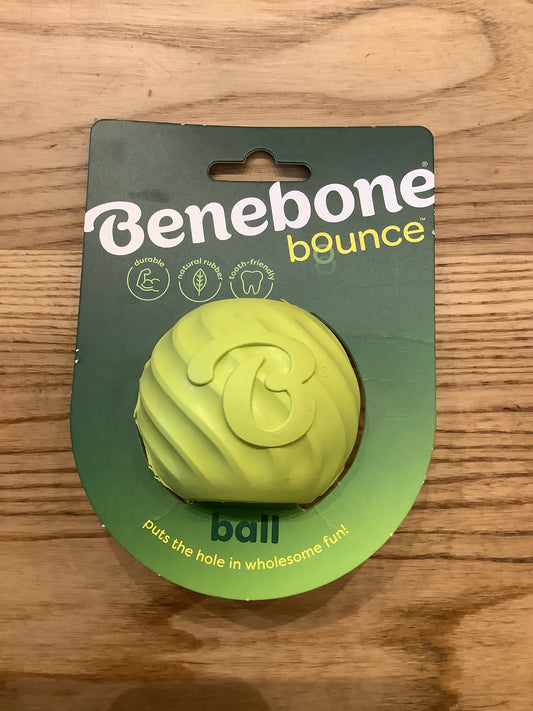 Benebone®
bounce™
durable
natural rubber
tooth-friendly
B
ball
puts the hole in wholesome fun!